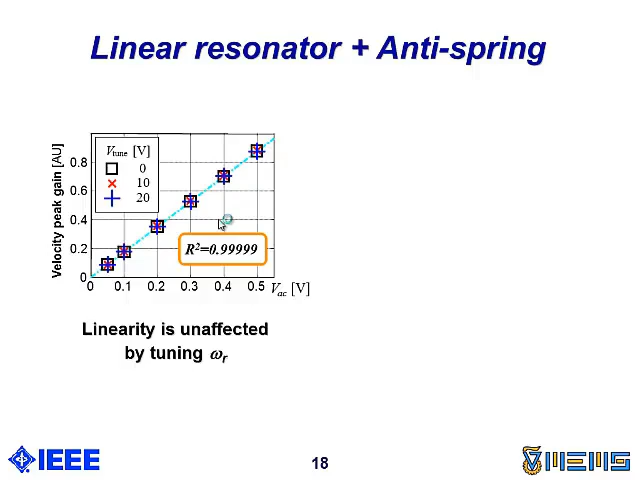 Linear resonator + Anti-spring
Velocity peak gain [AU]
0.8
0.6
0.4
0.2
0
Vtune [V]
0
10
20
R²=0.99999
0 0.1 0.2 0.3 0.4 0.5 Vac [V]
Linearity is unaffected
by tuning ωr
IEEE
18
MEMS